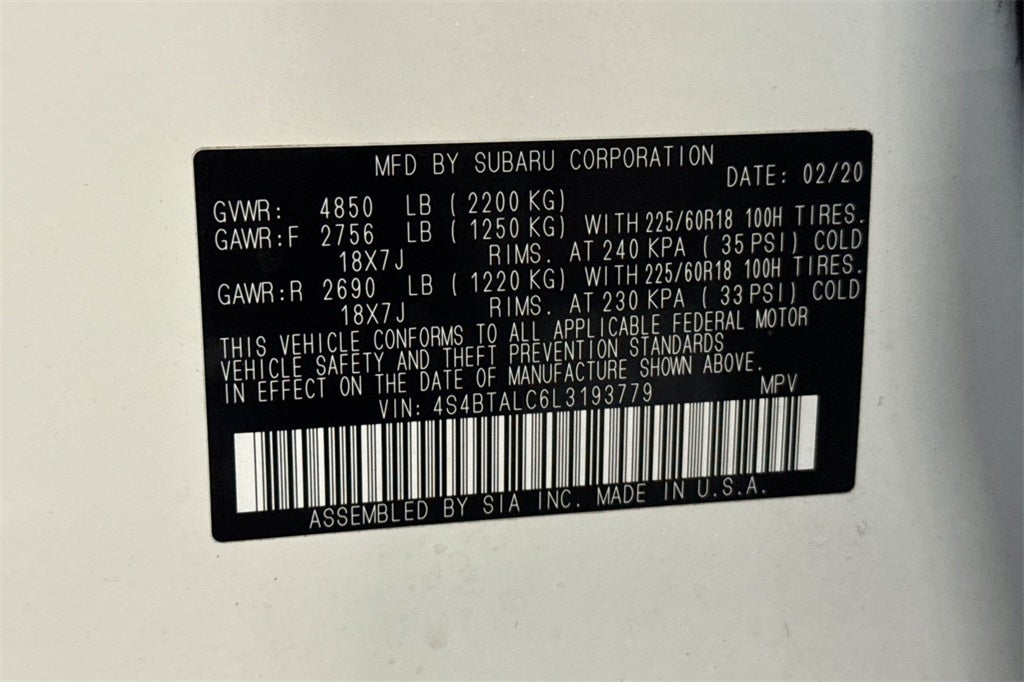 MFD BY SUBARU CORPORATION
DATE: 02/20
GVWR: 4850 LB (2200 KG)
GAWR:F 2756 LB (1250 KG) WITH 225/60R18 100H TIRES.
18X7J RIMS. AT 240 KPA (35 PSI) COLD
GAWR:R 2690 LB (1220 KG) WITH 225/60R18 100H TIRES.
18X7J RIMS. AT 230 KPA (33 PSI) COLD
THIS VEHICLE CONFORMS TO ALL APPLICABLE FEDERAL MOTOR
VEHICLE SAFETY AND THEFT PREVENTION STANDARDS
IN EFFECT ON THE DATE OF MANUFACTURE SHOWN ABOVE.
VIN: 4S4BTALC6L3193779 MPV
ASSEMBLED BY SIA INC. MADE IN U.S.A.